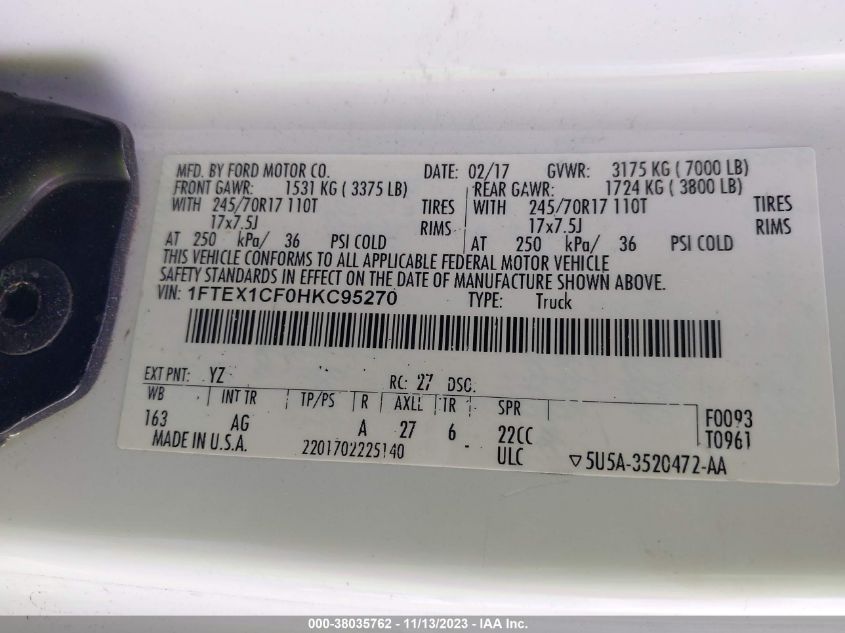 MFD. BY FORD MOTOR CO. DATE: 02/17 GVWR: 3175 KG ( 7000 LB)
FRONT GAWR: 1531 KG ( 3375 LB) REAR GAWR: 1724 KG ( 3800 LB)
WITH 245/70R17 110T TIRES WITH 245/70R17 110T TIRES
17x7.5J RIMS 17x7.5J RIMS
AT 250 kPa/ 36 PSI COLD AT 250 kPa/ 36 PSI COLD
THIS VEHICLE CONFORMS TO ALL APPLICABLE FEDERAL MOTOR VEHICLE
SAFETY STANDARDS IN EFFECT ON THE DATE OF MANUFACTURE SHOWN ABOVE.
VIN: 1FTEX1CF0HKC95270 TYPE: Truck
EXT PNT: YZ RC: 27 DSO:
WB INT TR TP/PS R AXLE TR SPR F0093
163 AG A 27 6 22CC T0961
MADE IN U.S.A. 2201702225140 ULC ▽5U5A-3520472-AA
000-38035762 - 11/13/2023 - IAA Inc.